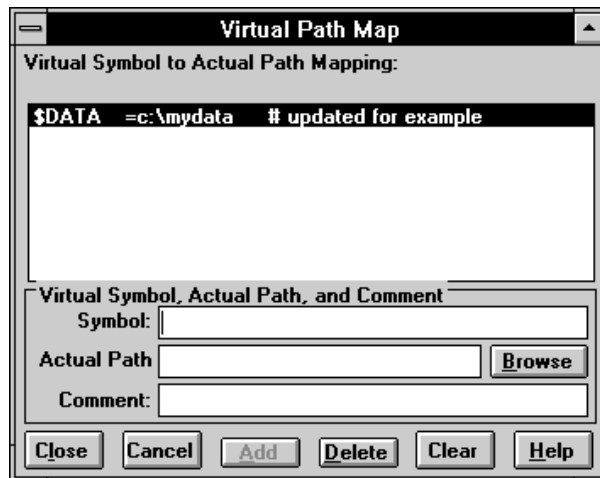 Virtual Path Map
Virtual Symbol to Actual Path Mapping:
$DATA =c:\mydata # updated for example
Virtual Symbol, Actual Path, and Comment
Symbol:
Actual Path
Browse
Comment:
Close Cancel Add Delete Clear Help